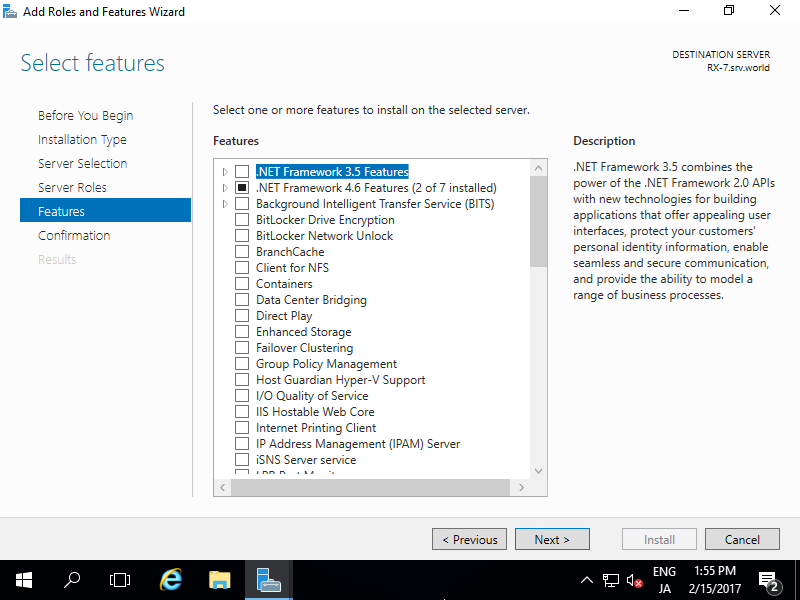 Add Roles and Features Wizard
Select features
DESTINATION SERVER
RX-7.srv.world
Before You Begin
Installation Type
Server Selection
Server Roles
Features
Confirmation
Results
Select one or more features to install on the selected server.
Features
.NET Framework 3.5 Features
.NET Framework 4.6 Features (2 of 7 installed)
Background Intelligent Transfer Service (BITS)
BitLocker Drive Encryption
BitLocker Network Unlock
BranchCache
Client for NFS
Containers
Data Center Bridging
Direct Play
Enhanced Storage
Failover Clustering
Group Policy Management
Host Guardian Hyper-V Support
I/O Quality of Service
IIS Hostable Web Core
Internet Printing Client
IP Address Management (IPAM) Server
iSNS Server service
Description
.NET Framework 3.5 combines the
power of the .NET Framework 2.0 APIs
with new technologies for building
applications that offer appealing user
interfaces, protect your customers'
personal identity information, enable
seamless and secure communication,
and provide the ability to model a
range of business processes.
< Previous
Next >
Install
Cancel
ENG
JA
1:55 PM
2/15/2017
2